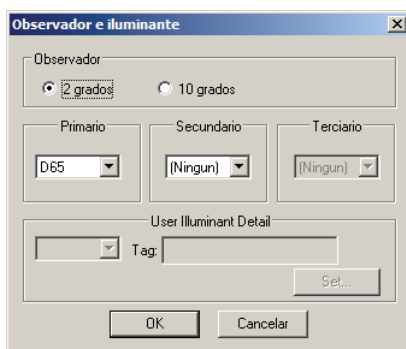 Observador e iluminante
Observador
2 grados 10 grados
Primario Secundario Terciario
D65 (Ningun) (Ningun)
User Illuminant Detail
Tag:
Set...
OK Cancelar